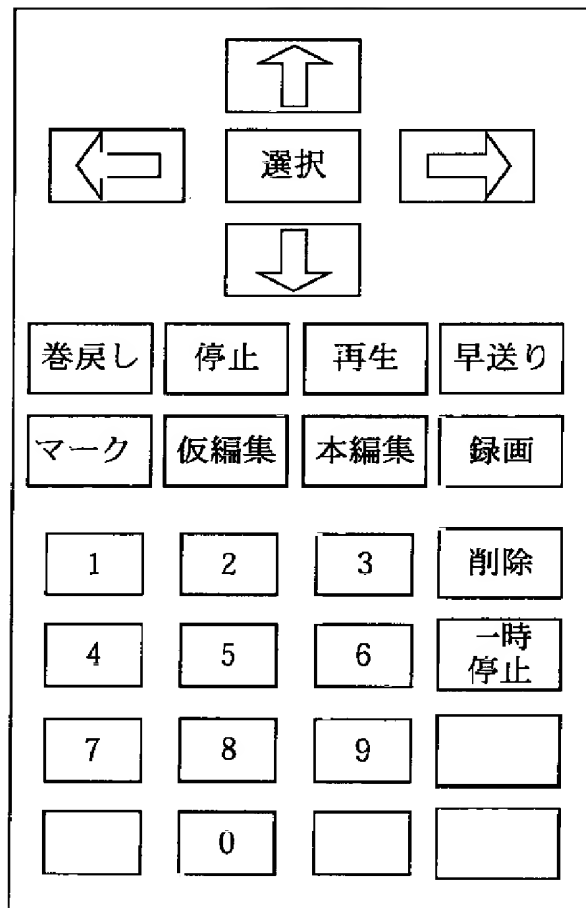 選択
巻戻し 停止 再生 早送り
マーク 仮編集 本編集 録画
1 2 3 削除
4 5 6 一時
停止
7 8 9
0